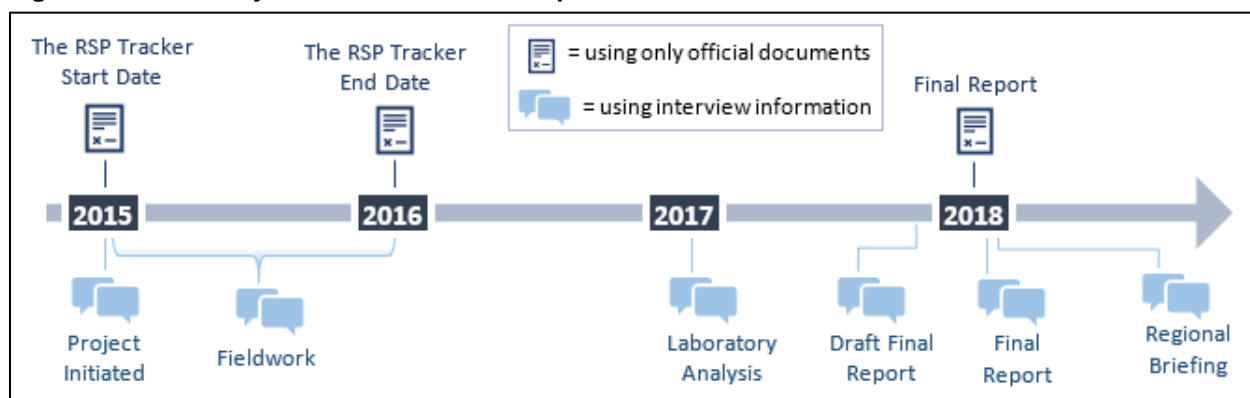 The RSP Tracker
Start Date
The RSP Tracker
End Date
= using only official documents
= using interview information
Final Report
2015
2016
2017
2018
Project
Initiated
Fieldwork
Laboratory
Analysis
Draft Final
Report
Final
Report
Regional
Briefing